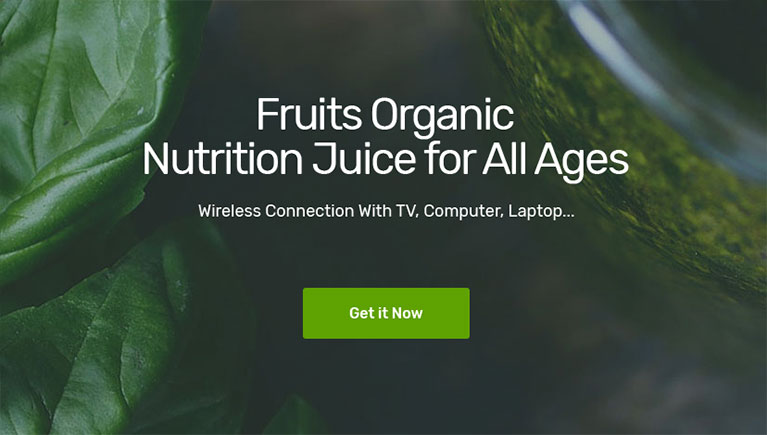 Fruits Organic
Nutrition Juice for All Ages
Wireless Connection With TV, Computer, Laptop...
Get it Now